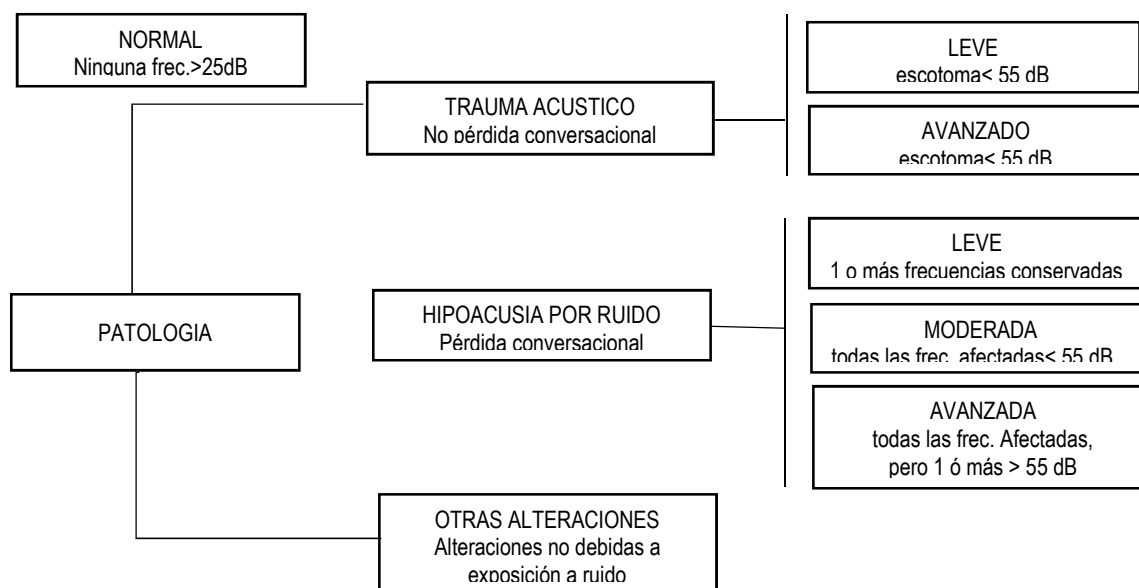 NORMAL
Ninguna frec.>25dB
TRAUMA ACUSTICO
No pérdida conversacional
LEVE
escotoma< 55 dB
AVANZADO
escotoma< 55 dB
PATOLOGIA
HIPOACUSIA POR RUIDO
Pérdida conversacional
LEVE
1 o más frecuencias conservadas
MODERADA
todas las frec. afectadas< 55 dB
AVANZADA
todas las frec. Afectadas,
pero 1 ó más > 55 dB
OTRAS ALTERACIONES
Alteraciones no debidas a
exposición a ruido